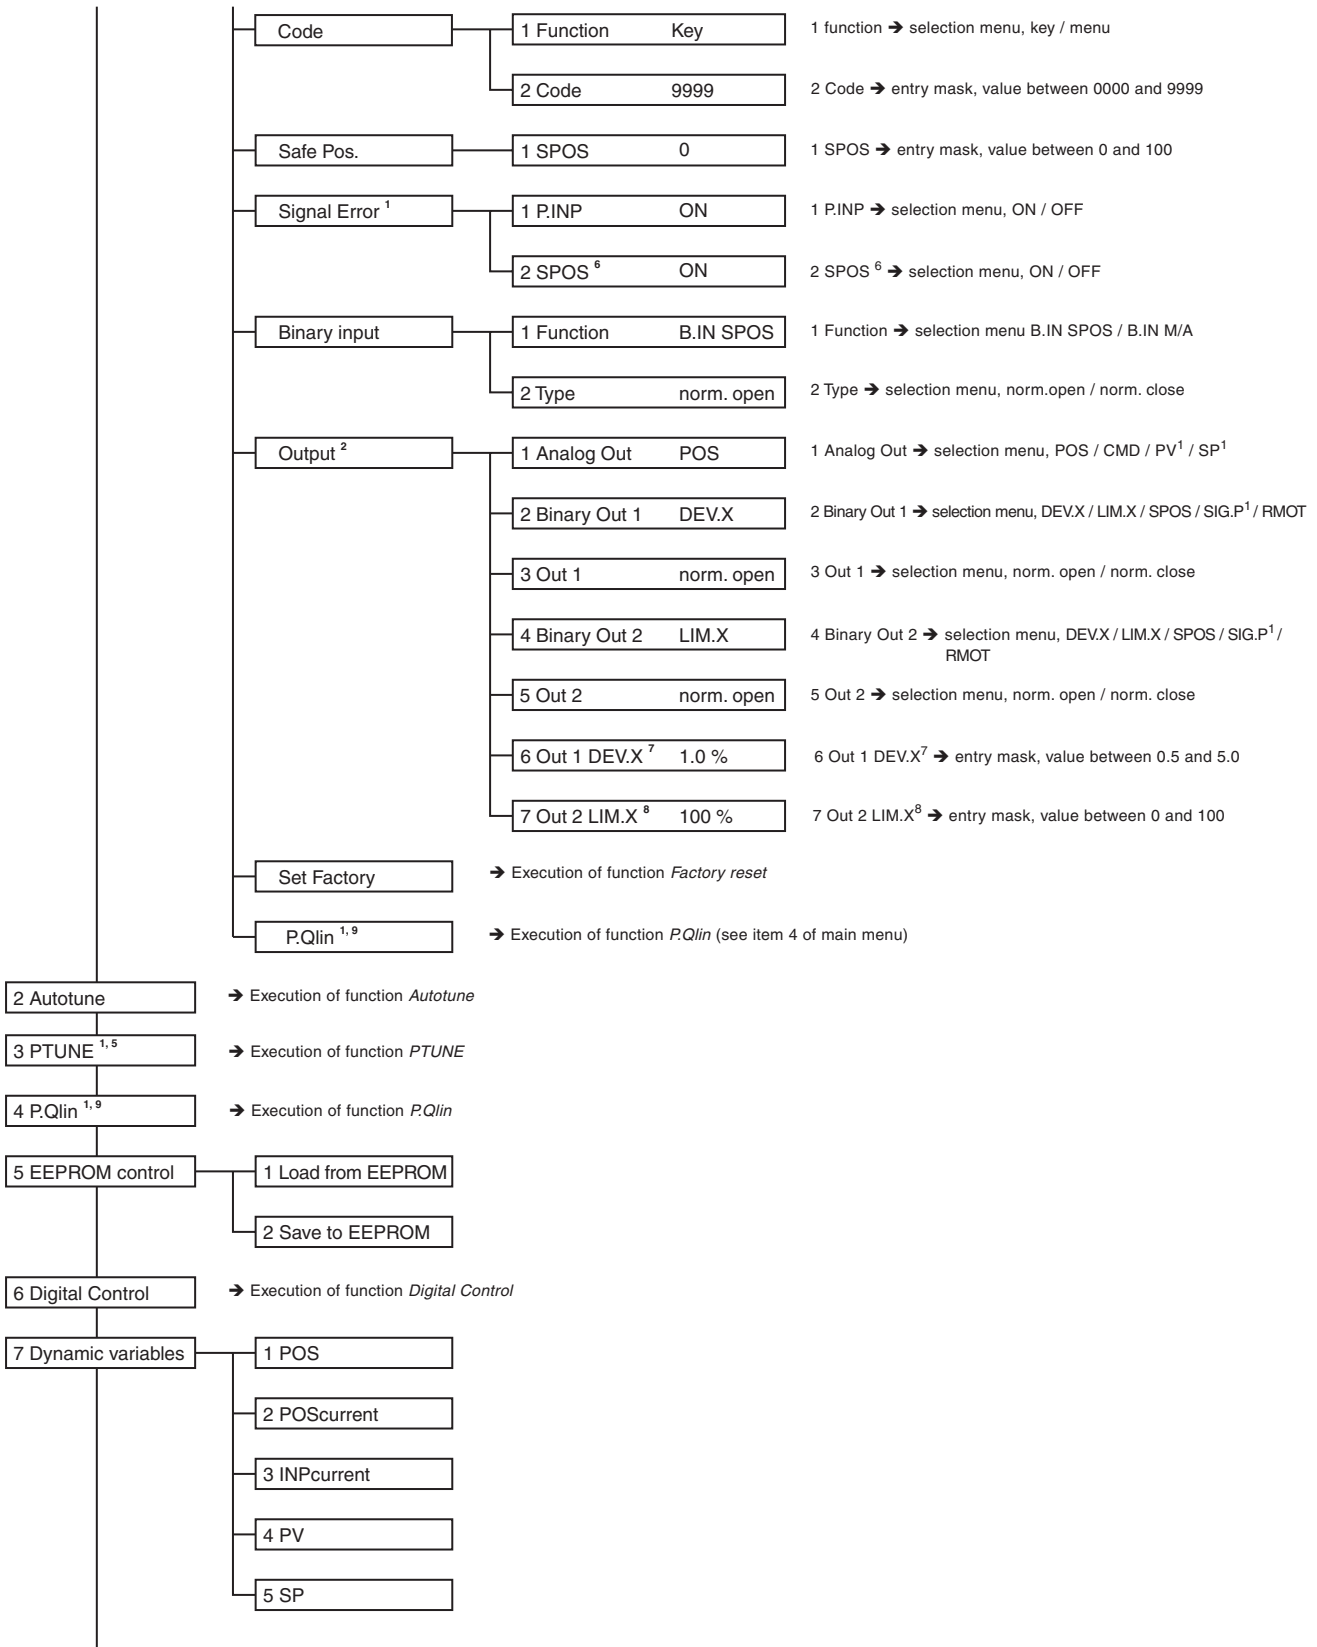 Code
1 Function Key
1 function ➔ selection menu, key / menu
2 Code 9999
2 Code ➔ entry mask, value between 0000 and 9999
Safe Pos.
1 SPOS 0
1 SPOS ➔ entry mask, value between 0 and 100
Signal Error 1
1 P.INP ON
1 P.INP ➔ selection menu, ON / OFF
2 SPOS 6 ON
2 SPOS 6 ➔ selection menu, ON / OFF
Binary input
1 Function B.IN SPOS
1 Function ➔ selection menu B.IN SPOS / B.IN M/A
2 Type norm. open
2 Type ➔ selection menu, norm.open / norm. close
Output 2
1 Analog Out POS
1 Analog Out ➔ selection menu, POS / CMD / PV1 / SP1
2 Binary Out 1 DEV.X
2 Binary Out 1 ➔ selection menu, DEV.X / LIM.X / SPOS / SIG.P1 / RMOT
3 Out 1 norm. open
3 Out 1 ➔ selection menu, norm. open / norm. close
4 Binary Out 2 LIM.X
4 Binary Out 2 ➔ selection menu, DEV.X / LIM.X / SPOS / SIG.P1 /
RMOT
5 Out 2 norm. open
5 Out 2 ➔ selection menu, norm. open / norm. close
6 Out 1 DEV.X 7 1.0 %
6 Out 1 DEV.X7 ➔ entry mask, value between 0.5 and 5.0
7 Out 2 LIM.X 8 100 %
7 Out 2 LIM.X8 ➔ entry mask, value between 0 and 100
Set Factory
➔ Execution of function Factory reset
P.Qlin 1, 9
➔ Execution of function P.Qlin (see item 4 of main menu)
2 Autotune
➔ Execution of function Autotune
3 PTUNE 1, 5
➔ Execution of function PTUNE
4 P.Qlin 1, 9
➔ Execution of function P.Qlin
5 EEPROM control
1 Load from EEPROM
2 Save to EEPROM
6 Digital Control
➔ Execution of function Digital Control
7 Dynamic variables
1 POS
2 POScurrent
3 INPcurrent
4 PV
5 SP